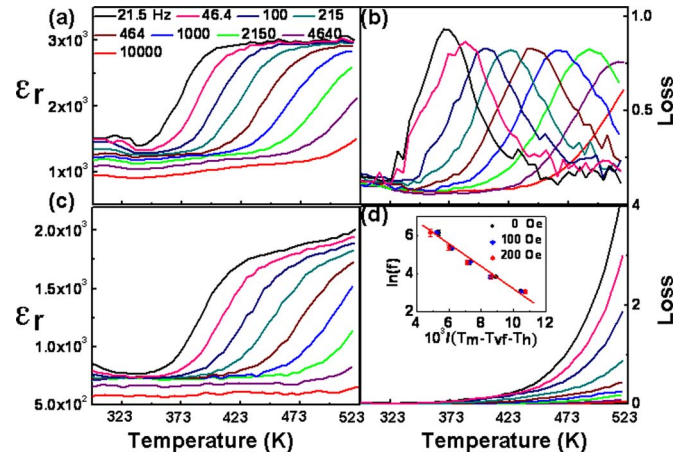 (a)
21.5 Hz 46.4 100 215
464 1000 2150 4640
10000
3x10³
2x10³
1x10³
εr
(b)
1.0
0.5
Loss
(c)
2.0x10³
1.5x10³
1.0x10³
5.0x10²
εr
323 373 423 473 523
Temperature (K)
(d)
4
2
0
Loss
0 Oe
100 Oe
200 Oe
6
4
2
ln(f)
4 6 8 10 12
10³/(Tm-Tvf-Th)
323 373 423 473 523
Temperature (K)